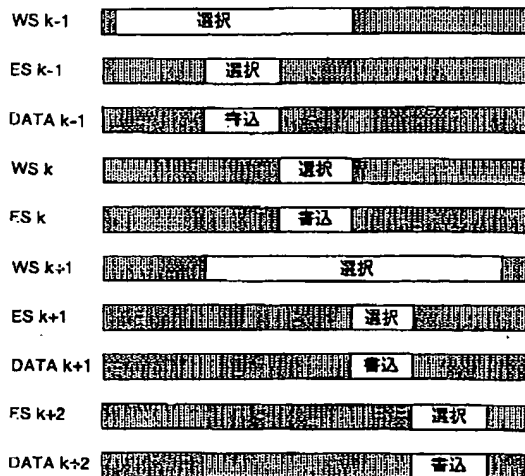 WS k-1 選択
ES k-1 選択
DATA k-1 書込
WS k 選択
ES k 書込
WS k+1 選択
ES k+1 選択
DATA k+1 書込
ES k+2 選択
DATA k+2 書込